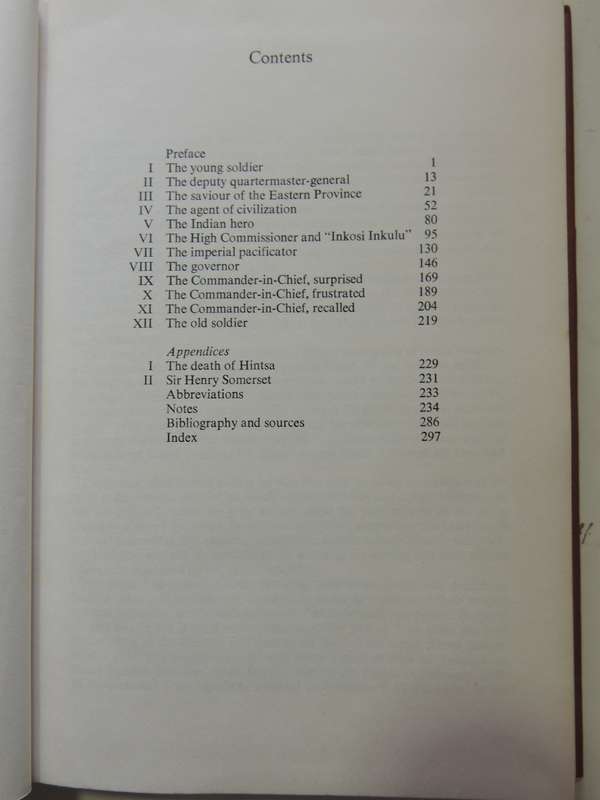 Contents
Preface
I The young soldier 1
II The deputy quartermaster-general 13
III The saviour of the Eastern Province 21
IV The agent of civilization 52
V The Indian hero 80
VI The High Commissioner and "Inkosi Inkulu" 95
VII The imperial pacificator 130
VIII The governor 146
IX The Commander-in-Chief, surprised 169
X The Commander-in-Chief, frustrated 189
XI The Commander-in-Chief, recalled 204
XII The old soldier 219
Appendices
I The death of Hintsa 229
II Sir Henry Somerset 231
Abbreviations 233
Notes 234
Bibliography and sources 286
Index 297